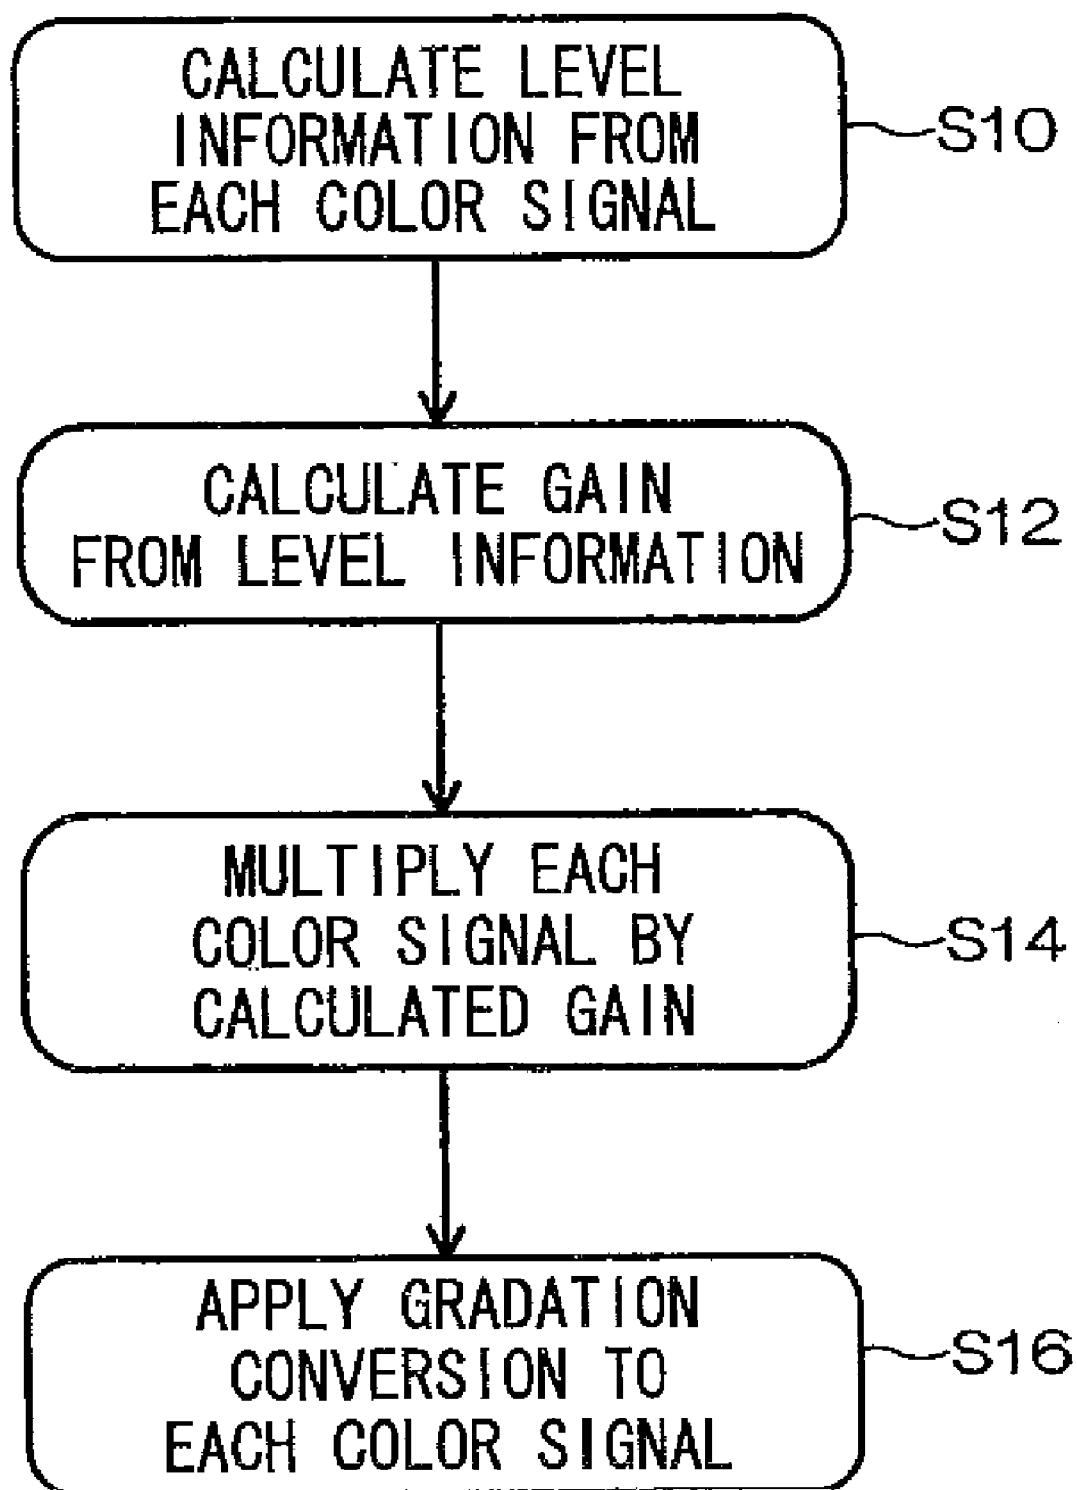 CALCULATE LEVEL
INFORMATION FROM
EACH COLOR SIGNAL
S10
CALCULATE GAIN
FROM LEVEL INFORMATION
S12
MULTIPLY EACH
COLOR SIGNAL BY
CALCULATED GAIN
S14
APPLY GRADATION
CONVERSION TO
EACH COLOR SIGNAL
S16